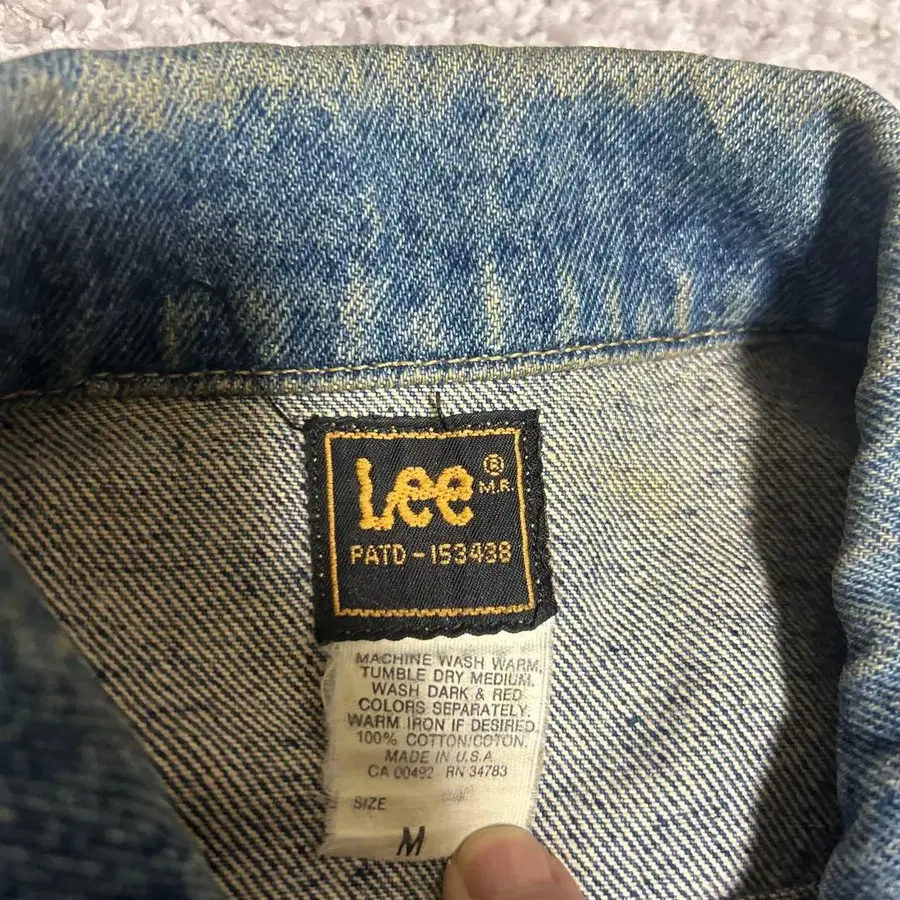 Lee® M.R.
PATD-153438
MACHINE WASH WARM,
TUMBLE DRY MEDIUM,
WASH DARK & RED
COLORS SEPARATELY.
WARM IRON IF DESIRED
100% COTTON/COTON.
MADE IN U.S.A
CA 00492 RN 34783
SIZE
M